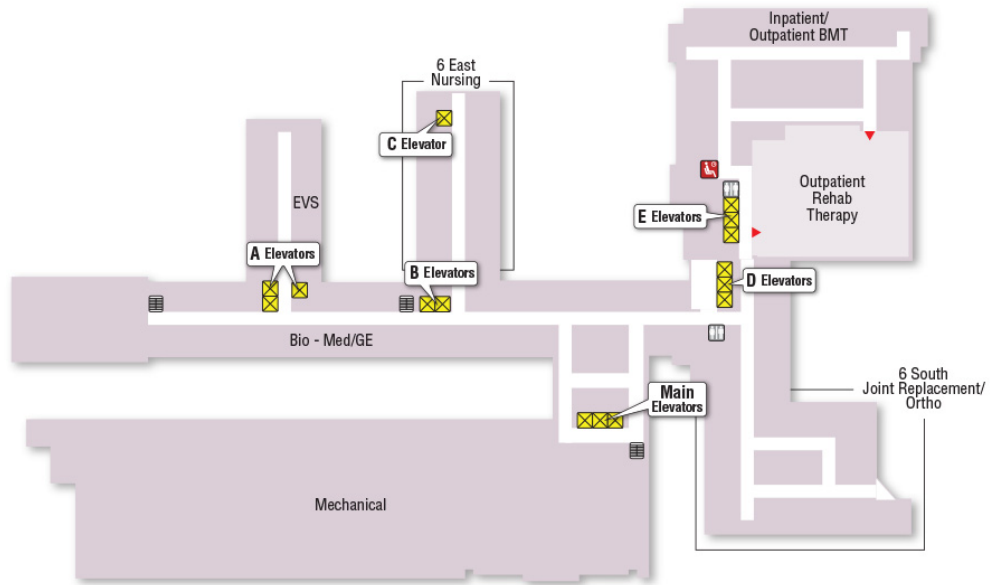 Inpatient/
Outpatient BMT
6 East
Nursing
C Elevator
EVS
Outpatient
Rehab
Therapy
E Elevators
A Elevators
B Elevators
D Elevators
Bio - Med/GE
6 South
Joint Replacement/
Ortho
Main
Elevators
Mechanical